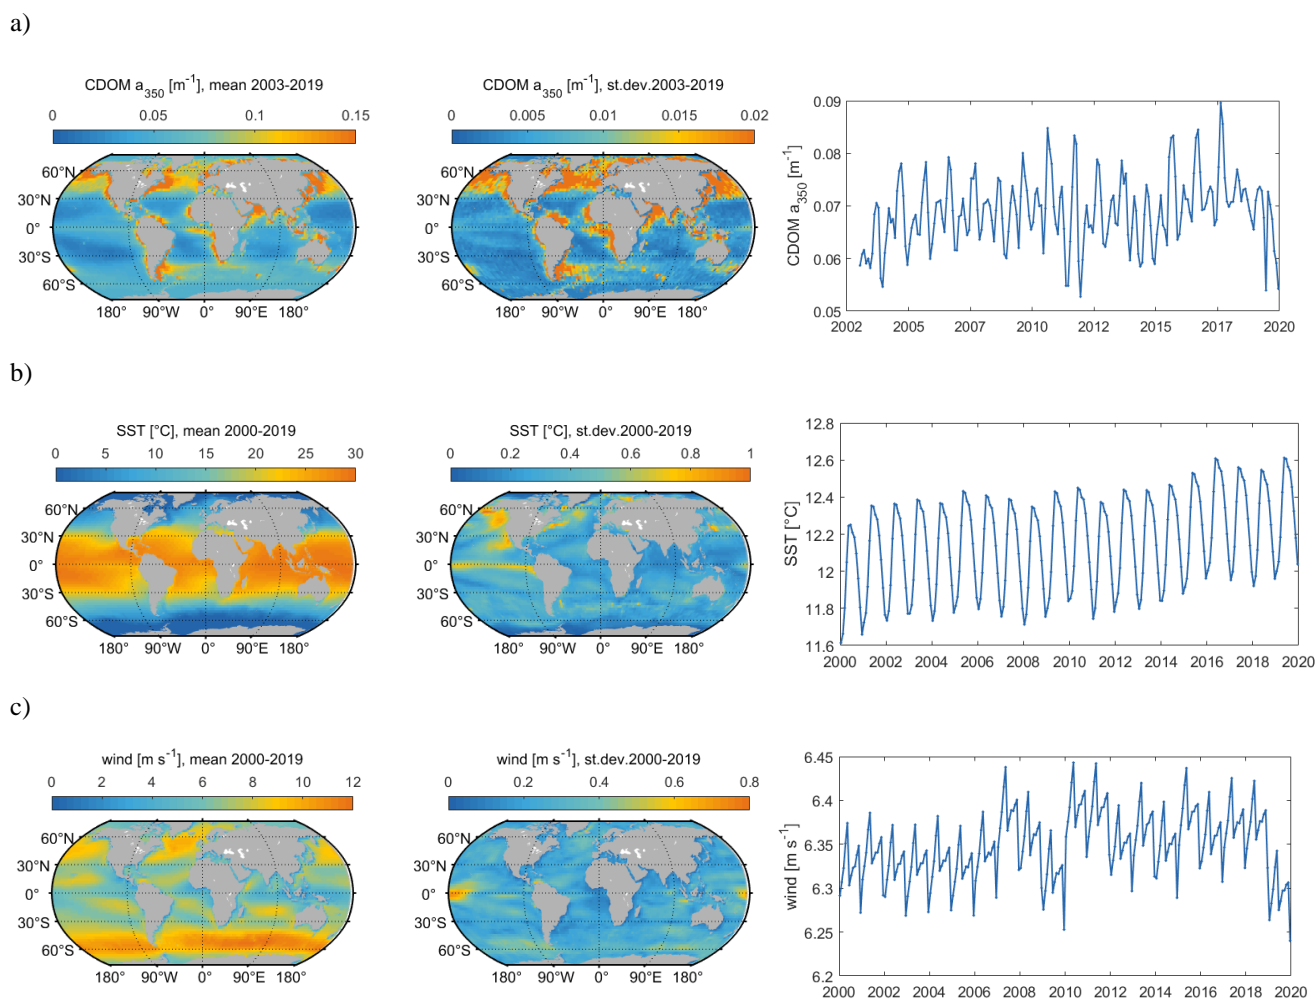 a)
CDOM a350 [m-1], mean 2003-2019
0 0.05 0.1 0.15
60°N
30°N
0°
30°S
60°S
180° 90°W 0° 90°E 180°
CDOM a350 [m-1], st.dev.2003-2019
0 0.005 0.01 0.015 0.02
60°N
30°N
0°
30°S
60°S
180° 90°W 0° 90°E 180°
CDOM a350 [m-1]
0.09
0.08
0.07
0.06
0.05
2002 2005 2007 2010 2012 2015 2017 2020
b)
SST [°C], mean 2000-2019
0 5 10 15 20 25 30
60°N
30°N
0°
30°S
60°S
180° 90°W 0° 90°E 180°
SST [°C], st.dev.2000-2019
0 0.2 0.4 0.6 0.8 1
60°N
30°N
0°
30°S
60°S
180° 90°W 0° 90°E 180°
SST [°C]
12.8
12.6
12.4
12.2
12
11.8
11.6
2000 2002 2004 2006 2008 2010 2012 2014 2016 2018 2020
c)
wind [m s-1], mean 2000-2019
0 2 4 6 8 10 12
60°N
30°N
0°
30°S
60°S
180° 90°W 0° 90°E 180°
wind [m s-1], st.dev.2000-2019
0 0.2 0.4 0.6 0.8
60°N
30°N
0°
30°S
60°S
180° 90°W 0° 90°E 180°
wind [m s-1]
6.45
6.4
6.35
6.3
6.25
6.2
2000 2002 2004 2006 2008 2010 2012 2014 2016 2018 2020